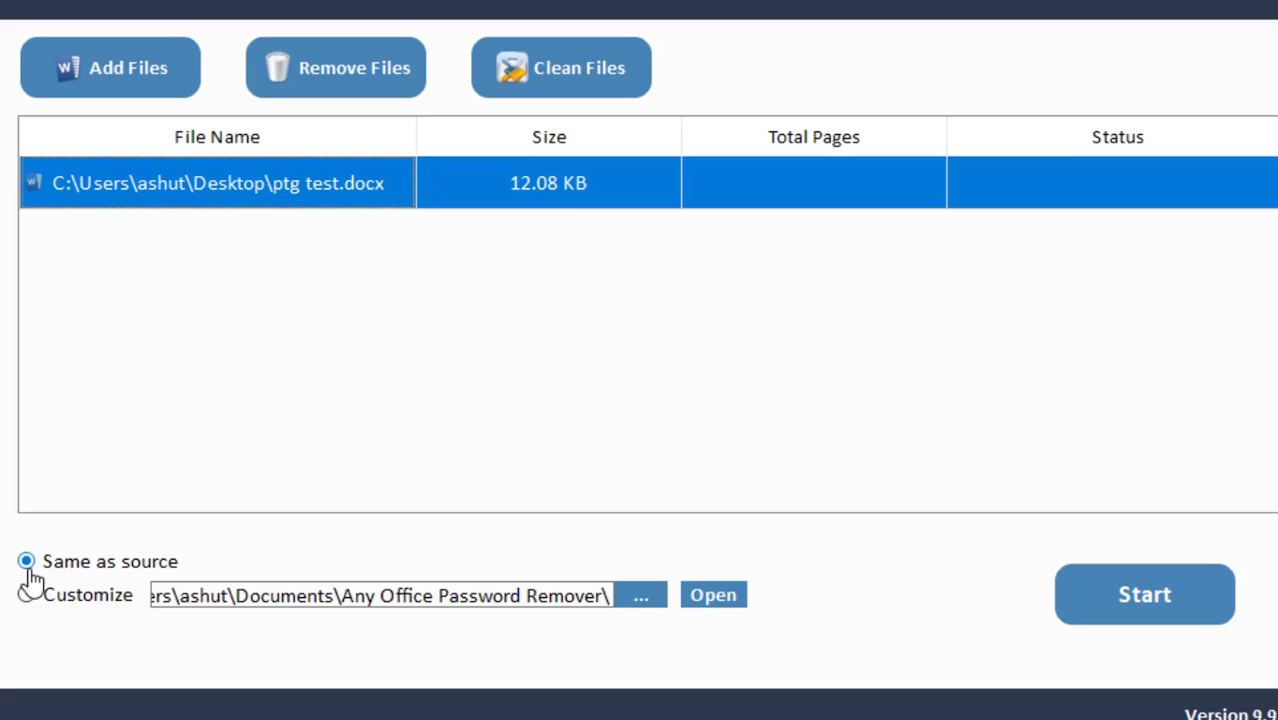 Add Files Remove Files Clean Files
File Name Size Total Pages Status
C:\Users\ashut\Desktop\ptg test.docx 12.08 KB
Same as source
Customize ers\ashut\Documents\Any Office Password Remover\ ... Open
Start
Version 9.9